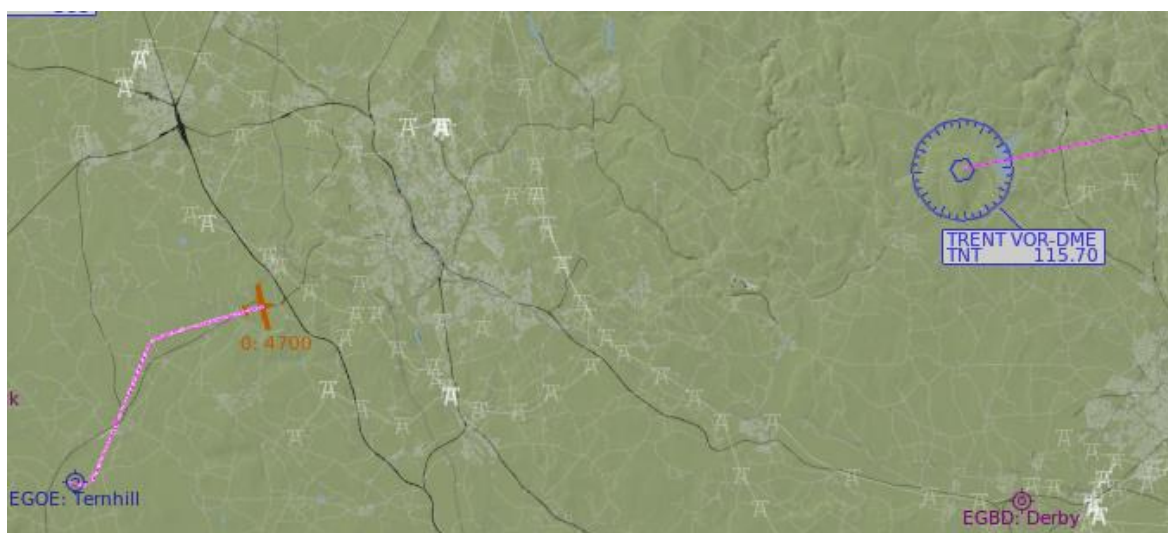 TRENT VOR-DME
TNT 115.70
0: 4700
k
EGOE: Ternhill
EGBD: Derby